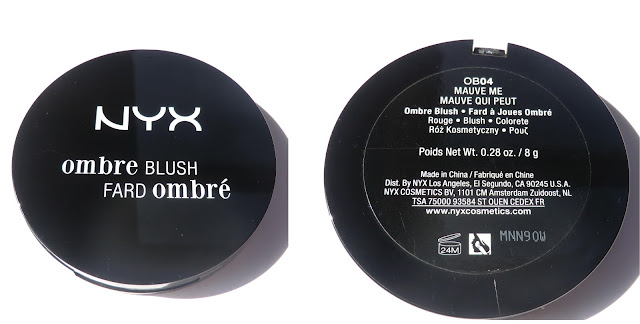 NYX
ombre BLUSH
FARD ombré
OB04
MAUVE ME
MAUVE QUI PEUT
Ombre Blush • Fard à Joues Ombré
Rouge • Blush • Colorete
Róż Kosmetyczny • Ρουζ
Poids Net Wt. 0.28 oz. / 8 g
Made in China / Fabriqué en Chine
Dist. By NYX Los Angeles, El Segundo, CA 90245 U.S.A.
NYX COSMETICS BV, 1101 CM Amsterdam Zuidoost, NL
TSA 75000 93584 ST OUEN CEDEX FR
www.nyxcosmetics.com
24M
MNN90W